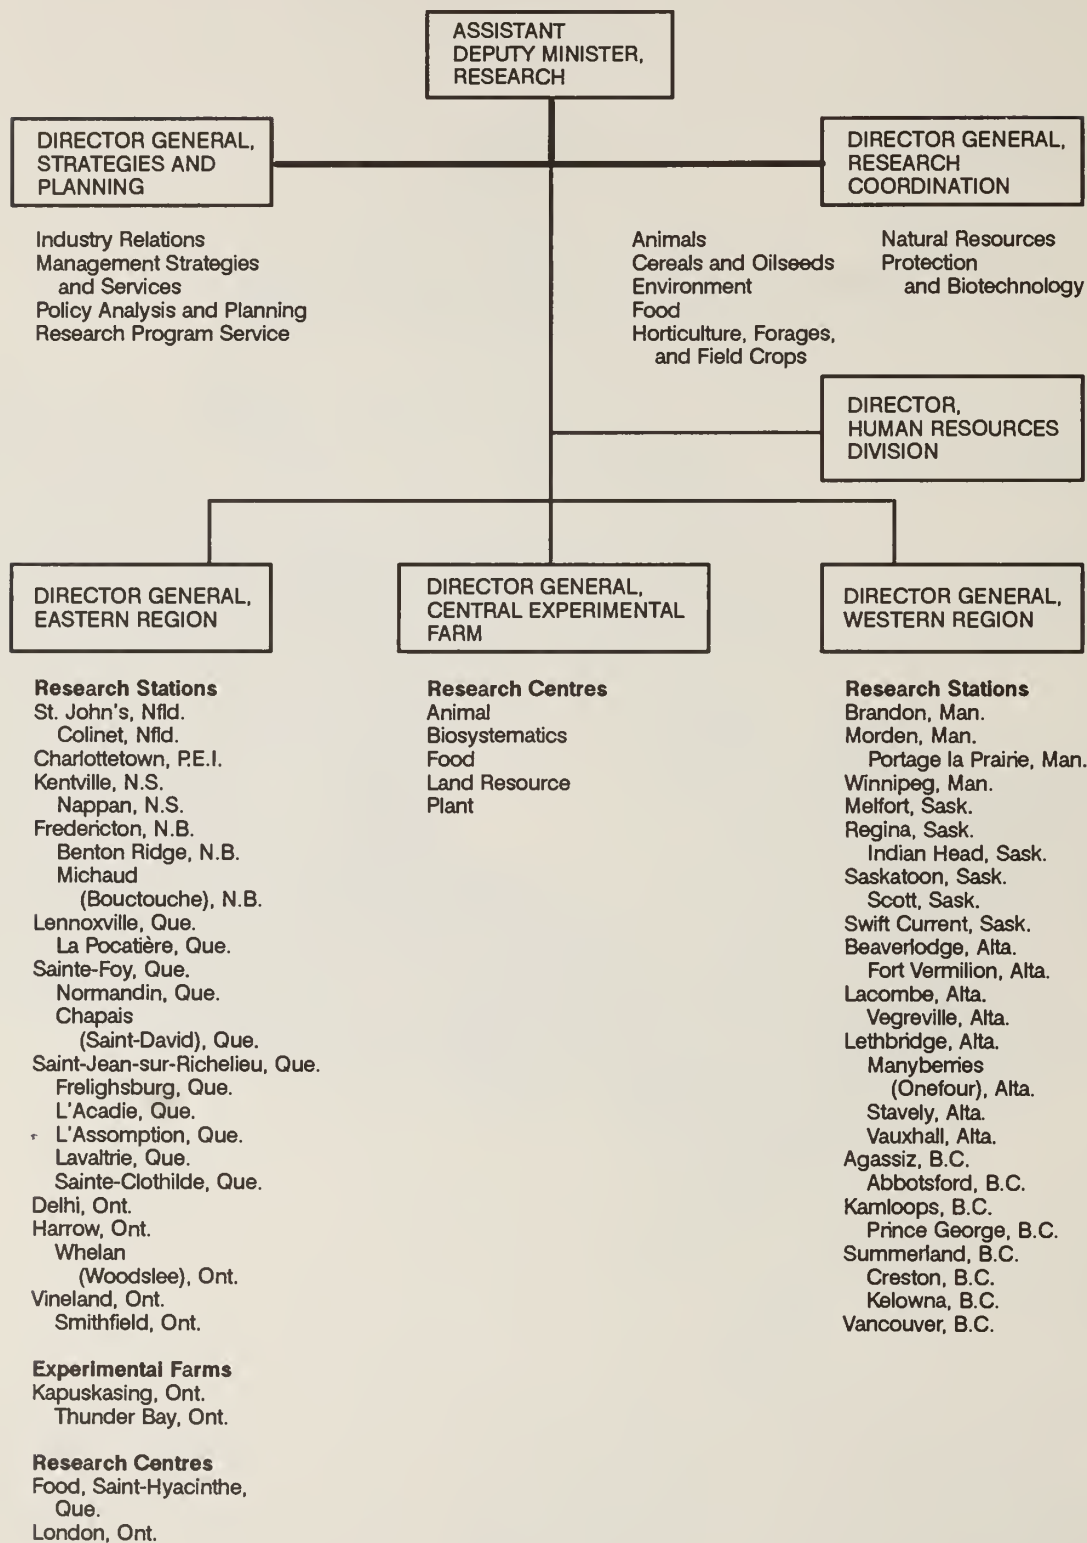 ASSISTANT
DEPUTY MINISTER,
RESEARCH
DIRECTOR GENERAL,
STRATEGIES AND
PLANNING
DIRECTOR GENERAL,
RESEARCH
COORDINATION
Industry Relations
Management Strategies
and Services
Policy Analysis and Planning
Research Program Service
Animals
Cereals and Oilseeds
Environment
Food
Horticulture, Forages,
and Field Crops
Natural Resources
Protection
and Biotechnology
DIRECTOR,
HUMAN RESOURCES
DIVISION
DIRECTOR GENERAL,
EASTERN REGION
DIRECTOR GENERAL,
CENTRAL EXPERIMENTAL
FARM
DIRECTOR GENERAL,
WESTERN REGION
Research Stations
St. John's, Nfld.
Colinet, Nfld.
Charlottetown, P.E.I.
Kentville, N.S.
Nappan, N.S.
Fredericton, N.B.
Benton Ridge, N.B.
Michaud
(Bouctouche), N.B.
Lennoxville, Que.
La Pocatière, Que.
Sainte-Foy, Que.
Normandin, Que.
Chapais
(Saint-David), Que.
Saint-Jean-sur-Richelieu, Que.
Frelighsburg, Que.
L'Acadie, Que.
L'Assomption, Que.
Lavaltrie, Que.
Sainte-Clothilde, Que.
Delhi, Ont.
Harrow, Ont.
Whelan
(Woodslee), Ont.
Vineland, Ont.
Smithfield, Ont.
Experimental Farms
Kapuskasing, Ont.
Thunder Bay, Ont.
Research Centres
Food, Saint-Hyacinthe,
Que.
London, Ont.
Research Centres
Animal
Biosystematics
Food
Land Resource
Plant
Research Stations
Brandon, Man.
Morden, Man.
Portage la Prairie, Man.
Winnipeg, Man.
Melfort, Sask.
Regina, Sask.
Indian Head, Sask.
Saskatoon, Sask.
Scott, Sask.
Swift Current, Sask.
Beaverlodge, Alta.
Fort Vermilion, Alta.
Lacombe, Alta.
Vegreville, Alta.
Lethbridge, Alta.
Manyberries
(Onefour), Alta.
Stavely, Alta.
Vauxhall, Alta.
Agassiz, B.C.
Abbotsford, B.C.
Kamloops, B.C.
Prince George, B.C.
Summerland, B.C.
Creston, B.C.
Kelowna, B.C.
Vancouver, B.C.